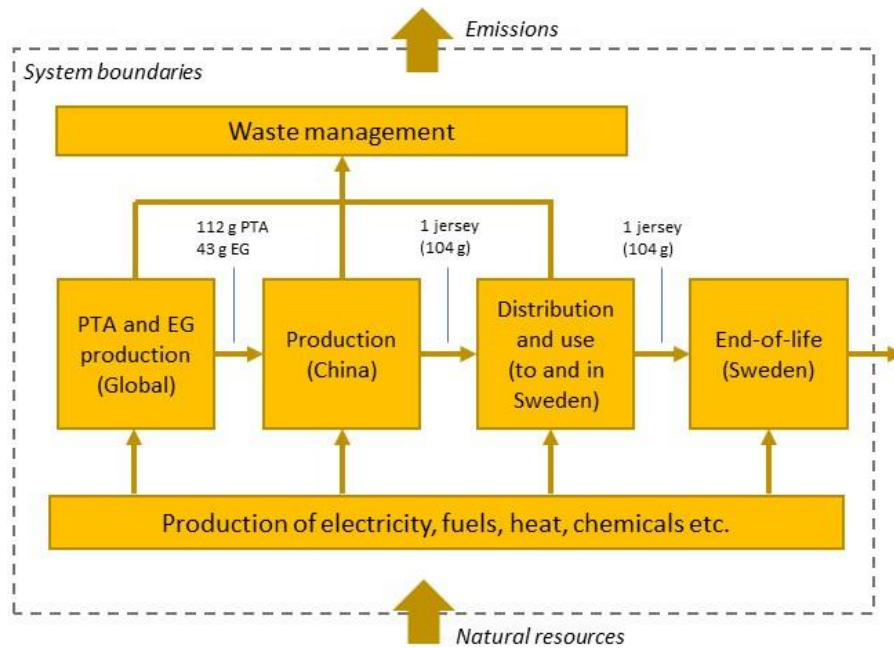 Emissions
System boundaries
Waste management
112 g PTA
43 g EG
1 jersey
(104 g)
1 jersey
(104 g)
PTA and EG
production
(Global)
Production
(China)
Distribution
and use
(to and in
Sweden)
End-of-life
(Sweden)
Production of electricity, fuels, heat, chemicals etc.
Natural resources